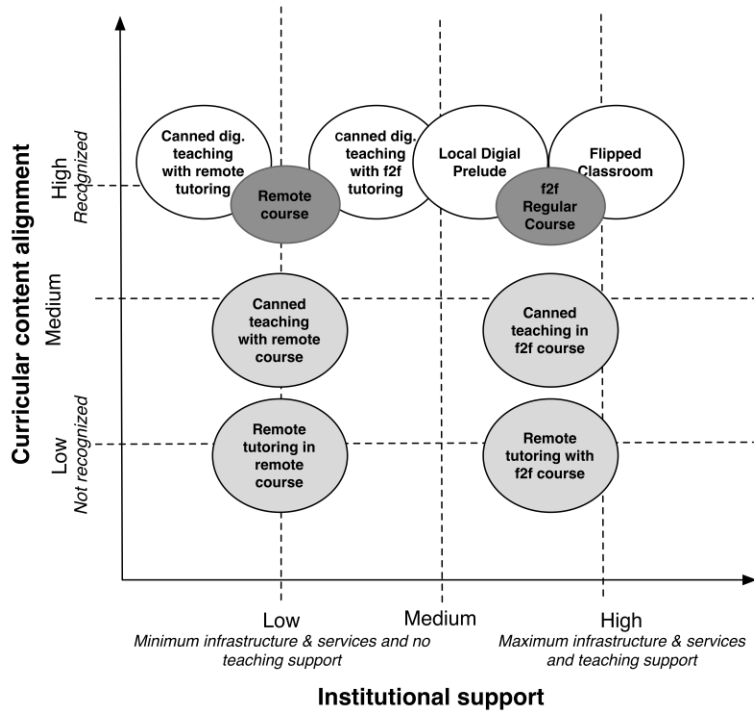 Canned dig.
teaching
with remote
tutoring
canned dig.
teaching
with f2f
tutoring
Local Digial
Prelude
Flipped
Classroom
Remote
course
f2f
Regular
Course
Canned
teaching
with remote
course
Canned
teaching in
f2f course
Remote
tutoring in
remote
course
Remote
tutoring with
f2f course
Curricular content alignment
High
Recognized
Medium
Low
Not recognized
Low
Minimum infrastructure & services and no
teaching support
Medium
High
Maximum infrastructure & services
and teaching support
Institutional support